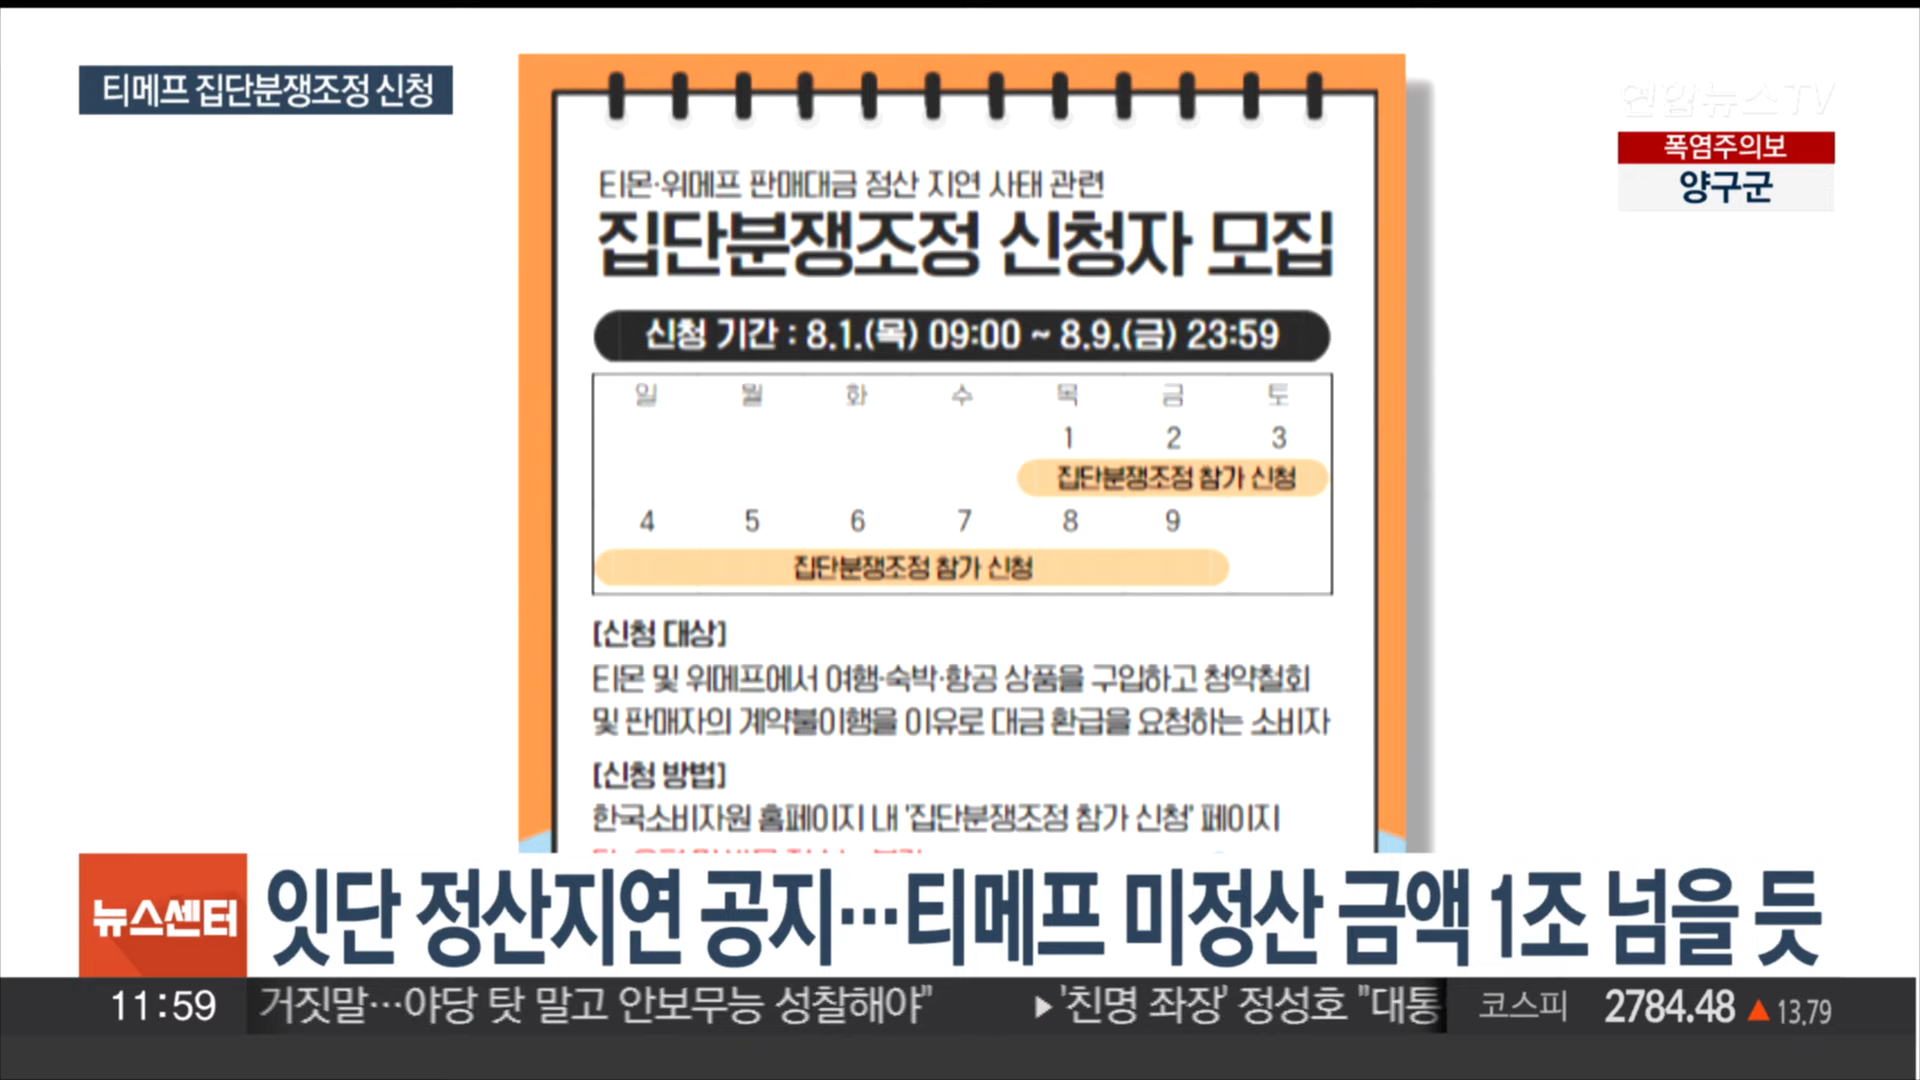 티메프 집단분쟁조정 신청
연합뉴스TV
폭염주의보
양구군
티몬·위메프 판매대금 정산 지연 사태 관련
집단분쟁조정 신청자 모집
신청 기간 : 8.1.(목) 09:00 ~ 8.9.(금) 23:59
일 월 화 수 목 금 토
1 2 3
집단분쟁조정 참가 신청
4 5 6 7 8 9
집단분쟁조정 참가 신청
[신청 대상]
티몬 및 위메프에서 여행·숙박·항공 상품을 구입하고 청약철회
및 판매자의 계약불이행을 이유로 대금 환급을 요청하는 소비자
[신청 방법]
한국소비자원 홈페이지 내 '집단분쟁조정 참가 신청' 페이지
뉴스센터
잇단 정산지연 공지…티메프 미정산 금액 1조 넘을 듯
11:59 거짓말…야당 탓 말고 안보무능 성찰해야" ▶'친명 좌장' 정성호 "대통 코스피 2784.48 ▲13.79